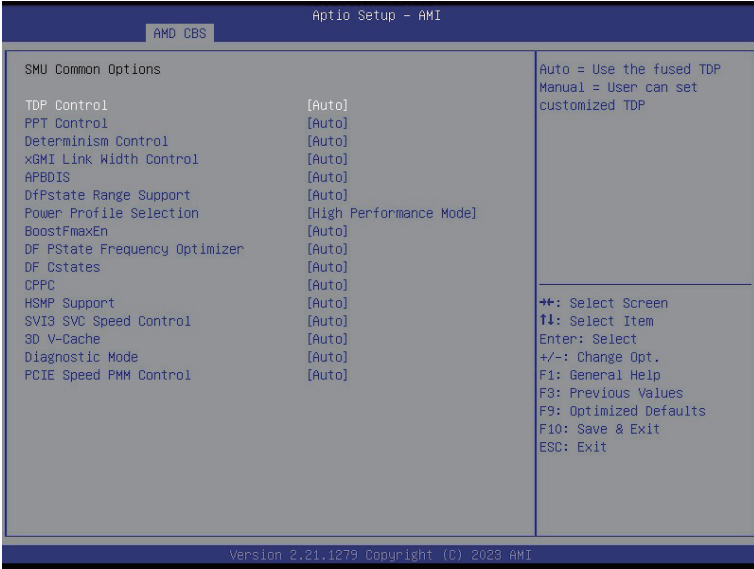 Aptio Setup – AMI
AMD CBS
SMU Common Options
TDP Control [Auto]
PPT Control [Auto]
Determinism Control [Auto]
xGMI Link Width Control [Auto]
APBDIS [Auto]
DfPstate Range Support [Auto]
Power Profile Selection [High Performance Mode]
BoostFmaxEn [Auto]
DF PState Frequency Optimizer [Auto]
DF Cstates [Auto]
CPPC [Auto]
HSMP Support [Auto]
SVI3 SVC Speed Control [Auto]
3D V-Cache [Auto]
Diagnostic Mode [Auto]
PCIE Speed PMM Control [Auto]
Auto = Use the fused TDP
Manual = User can set
customized TDP
→←: Select Screen
↑↓: Select Item
Enter: Select
+/-: Change Opt.
F1: General Help
F3: Previous Values
F9: Optimized Defaults
F10: Save & Exit
ESC: Exit
Version 2.21.1279 Copyright (C) 2023 AMI